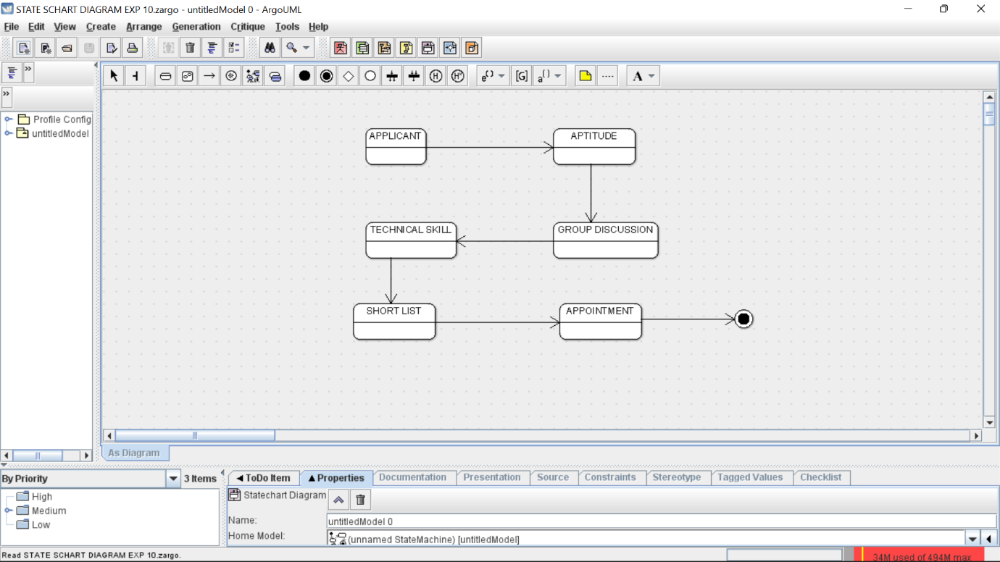 STATE SCHART DIAGRAM EXP 10.zargo - untitledModel 0 - ArgoUML
File Edit View Create Arrange Generation Critique Tools Help
H H*
e() [G] a() A
Profile Config
untitledModel
APPLICANT
APTITUDE
TECHNICAL SKILL
GROUP DISCUSSION
SHORT LIST
APPOINTMENT
As Diagram
By Priority
3 Items
High
Medium
Low
ToDo Item Properties Documentation Presentation Source Constraints Stereotype Tagged Values Checklist
Statechart Diagram
Name:
untitledModel 0
Home Model:
(unnamed StateMachine) [untitledModel]
Read STATE SCHART DIAGRAM EXP 10.zargo.
34M used of 494M max